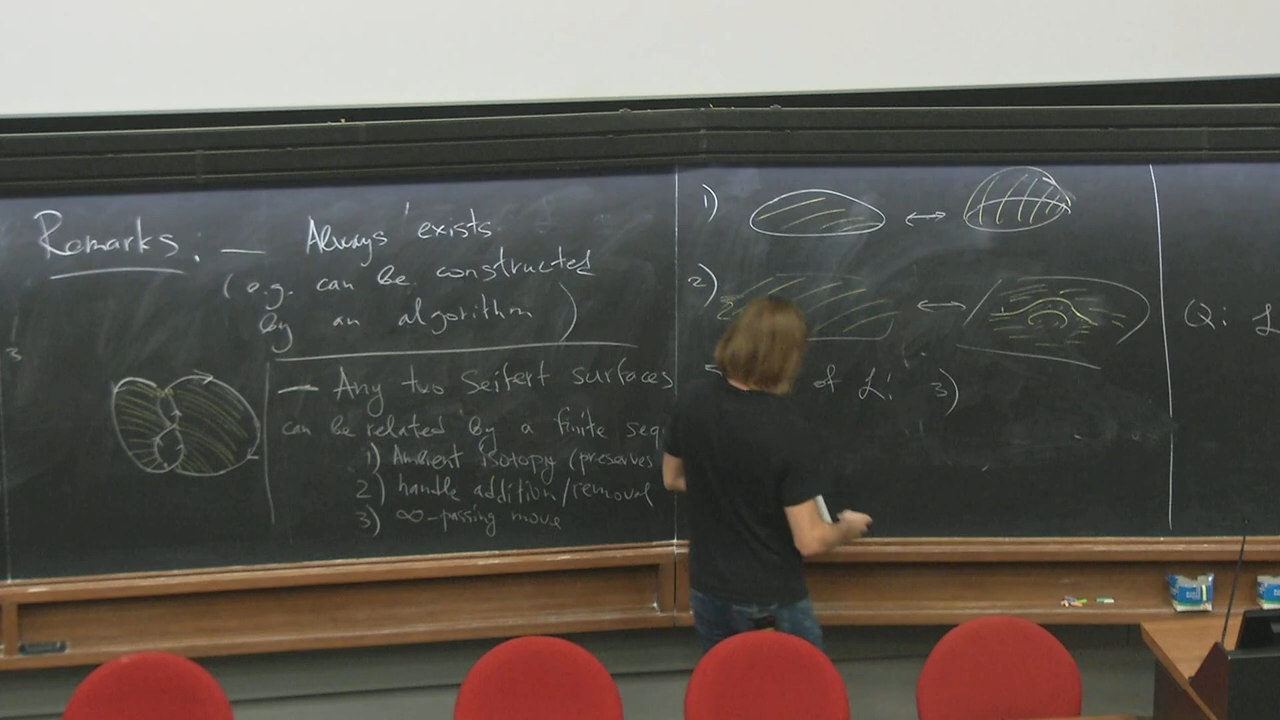 Remarks: — Always exists
(e.g. can be constructed
by an algorithm)
— Any two Seifert surfaces
can be related by a finite seq
1) Ambient isotopy (preserves
2) handle addition/removal
3) ∞-passing move
3
1)
2)
of L: 3)
Q: L